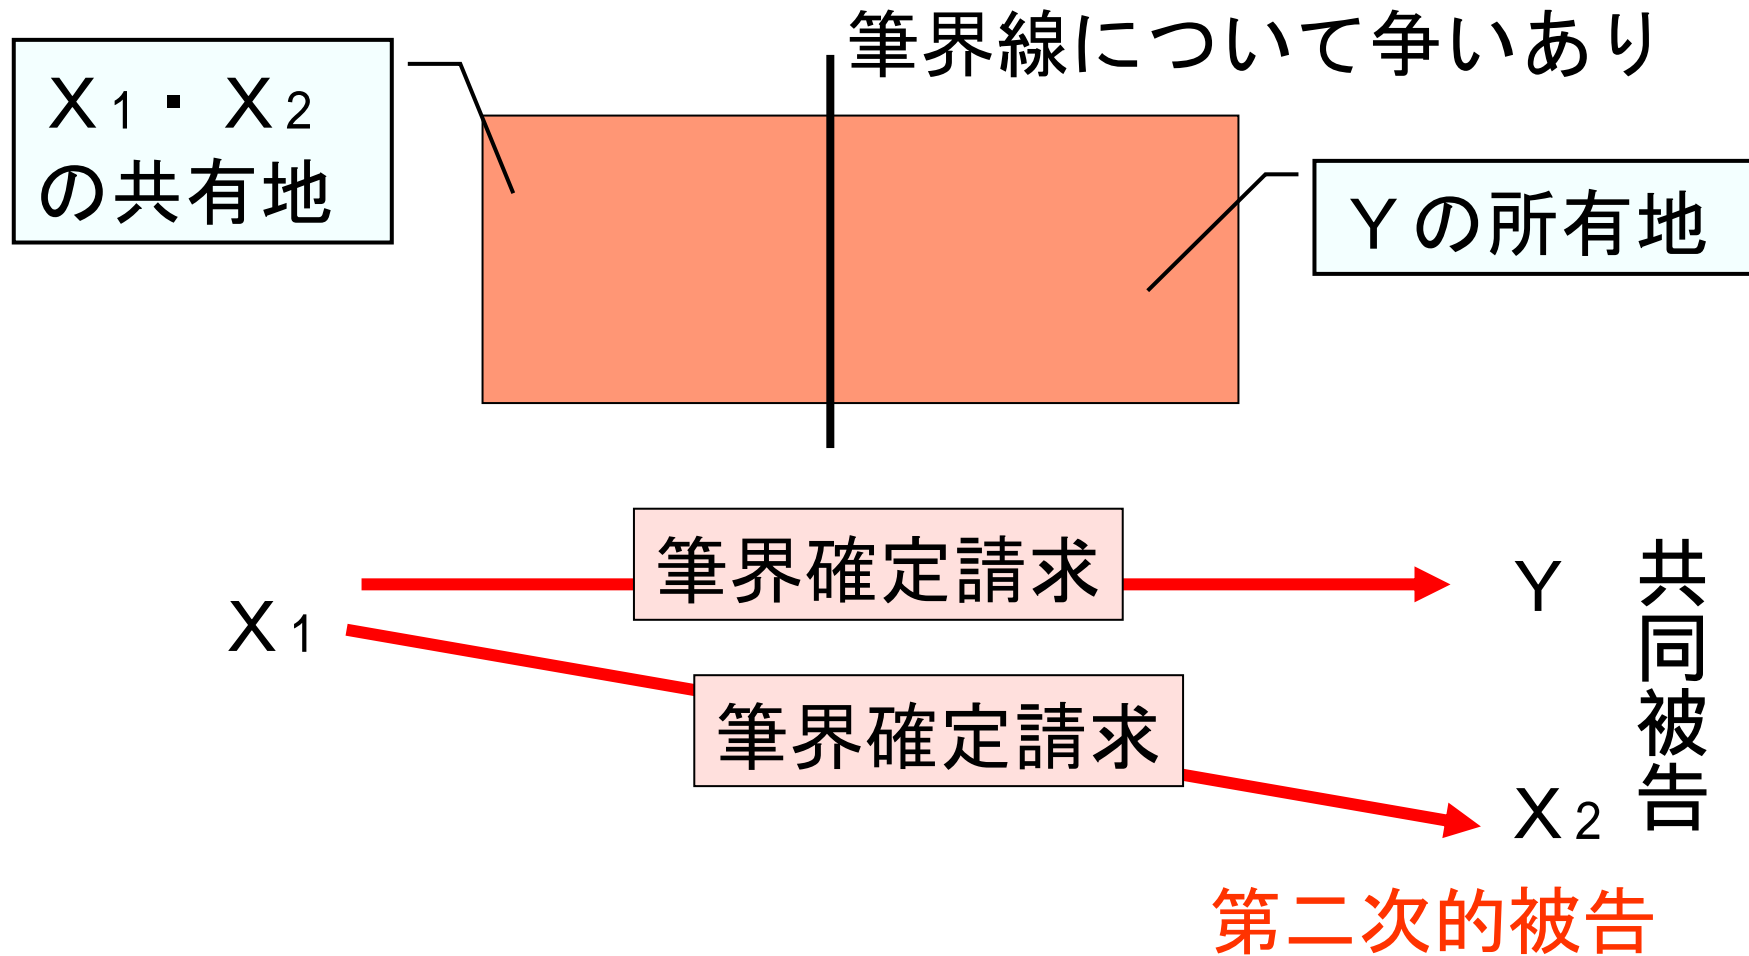 筆界線について争いあり
X1・X2
の共有地
Yの所有地
筆界確定請求
Y
X1
筆界確定請求
X2
共同被告
第二次的被告